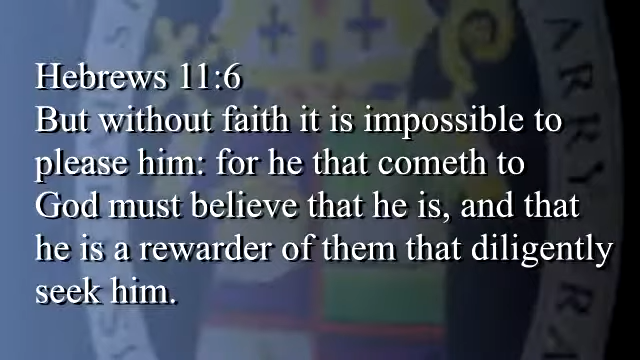 Hebrews 11:6
But without faith it is impossible to
please him: for he that cometh to
God must believe that he is, and that
he is a rewarder of them that diligently
seek him.